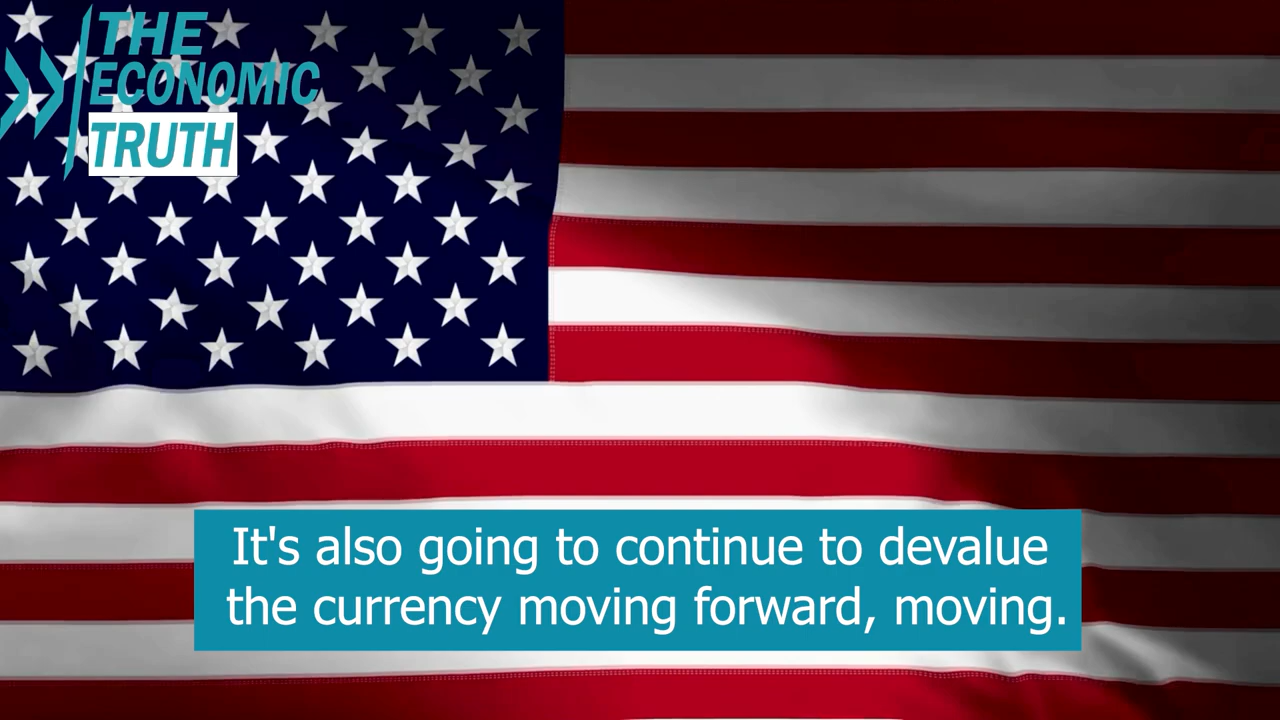 THE
ECONOMIC
TRUTH
It's also going to continue to devalue
the currency moving forward, moving.